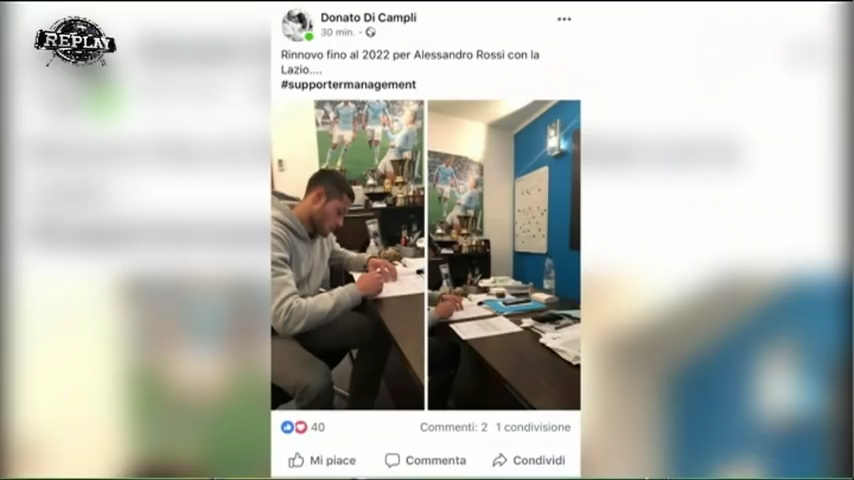 REPLAY
Donato Di Campli
30 min.
Rinnovo fino al 2022 per Alessandro Rossi con la
Lazio....
#supportermanagement
40
Commenti: 2 1 condivisione
Mi piace
Commenta
Condividi